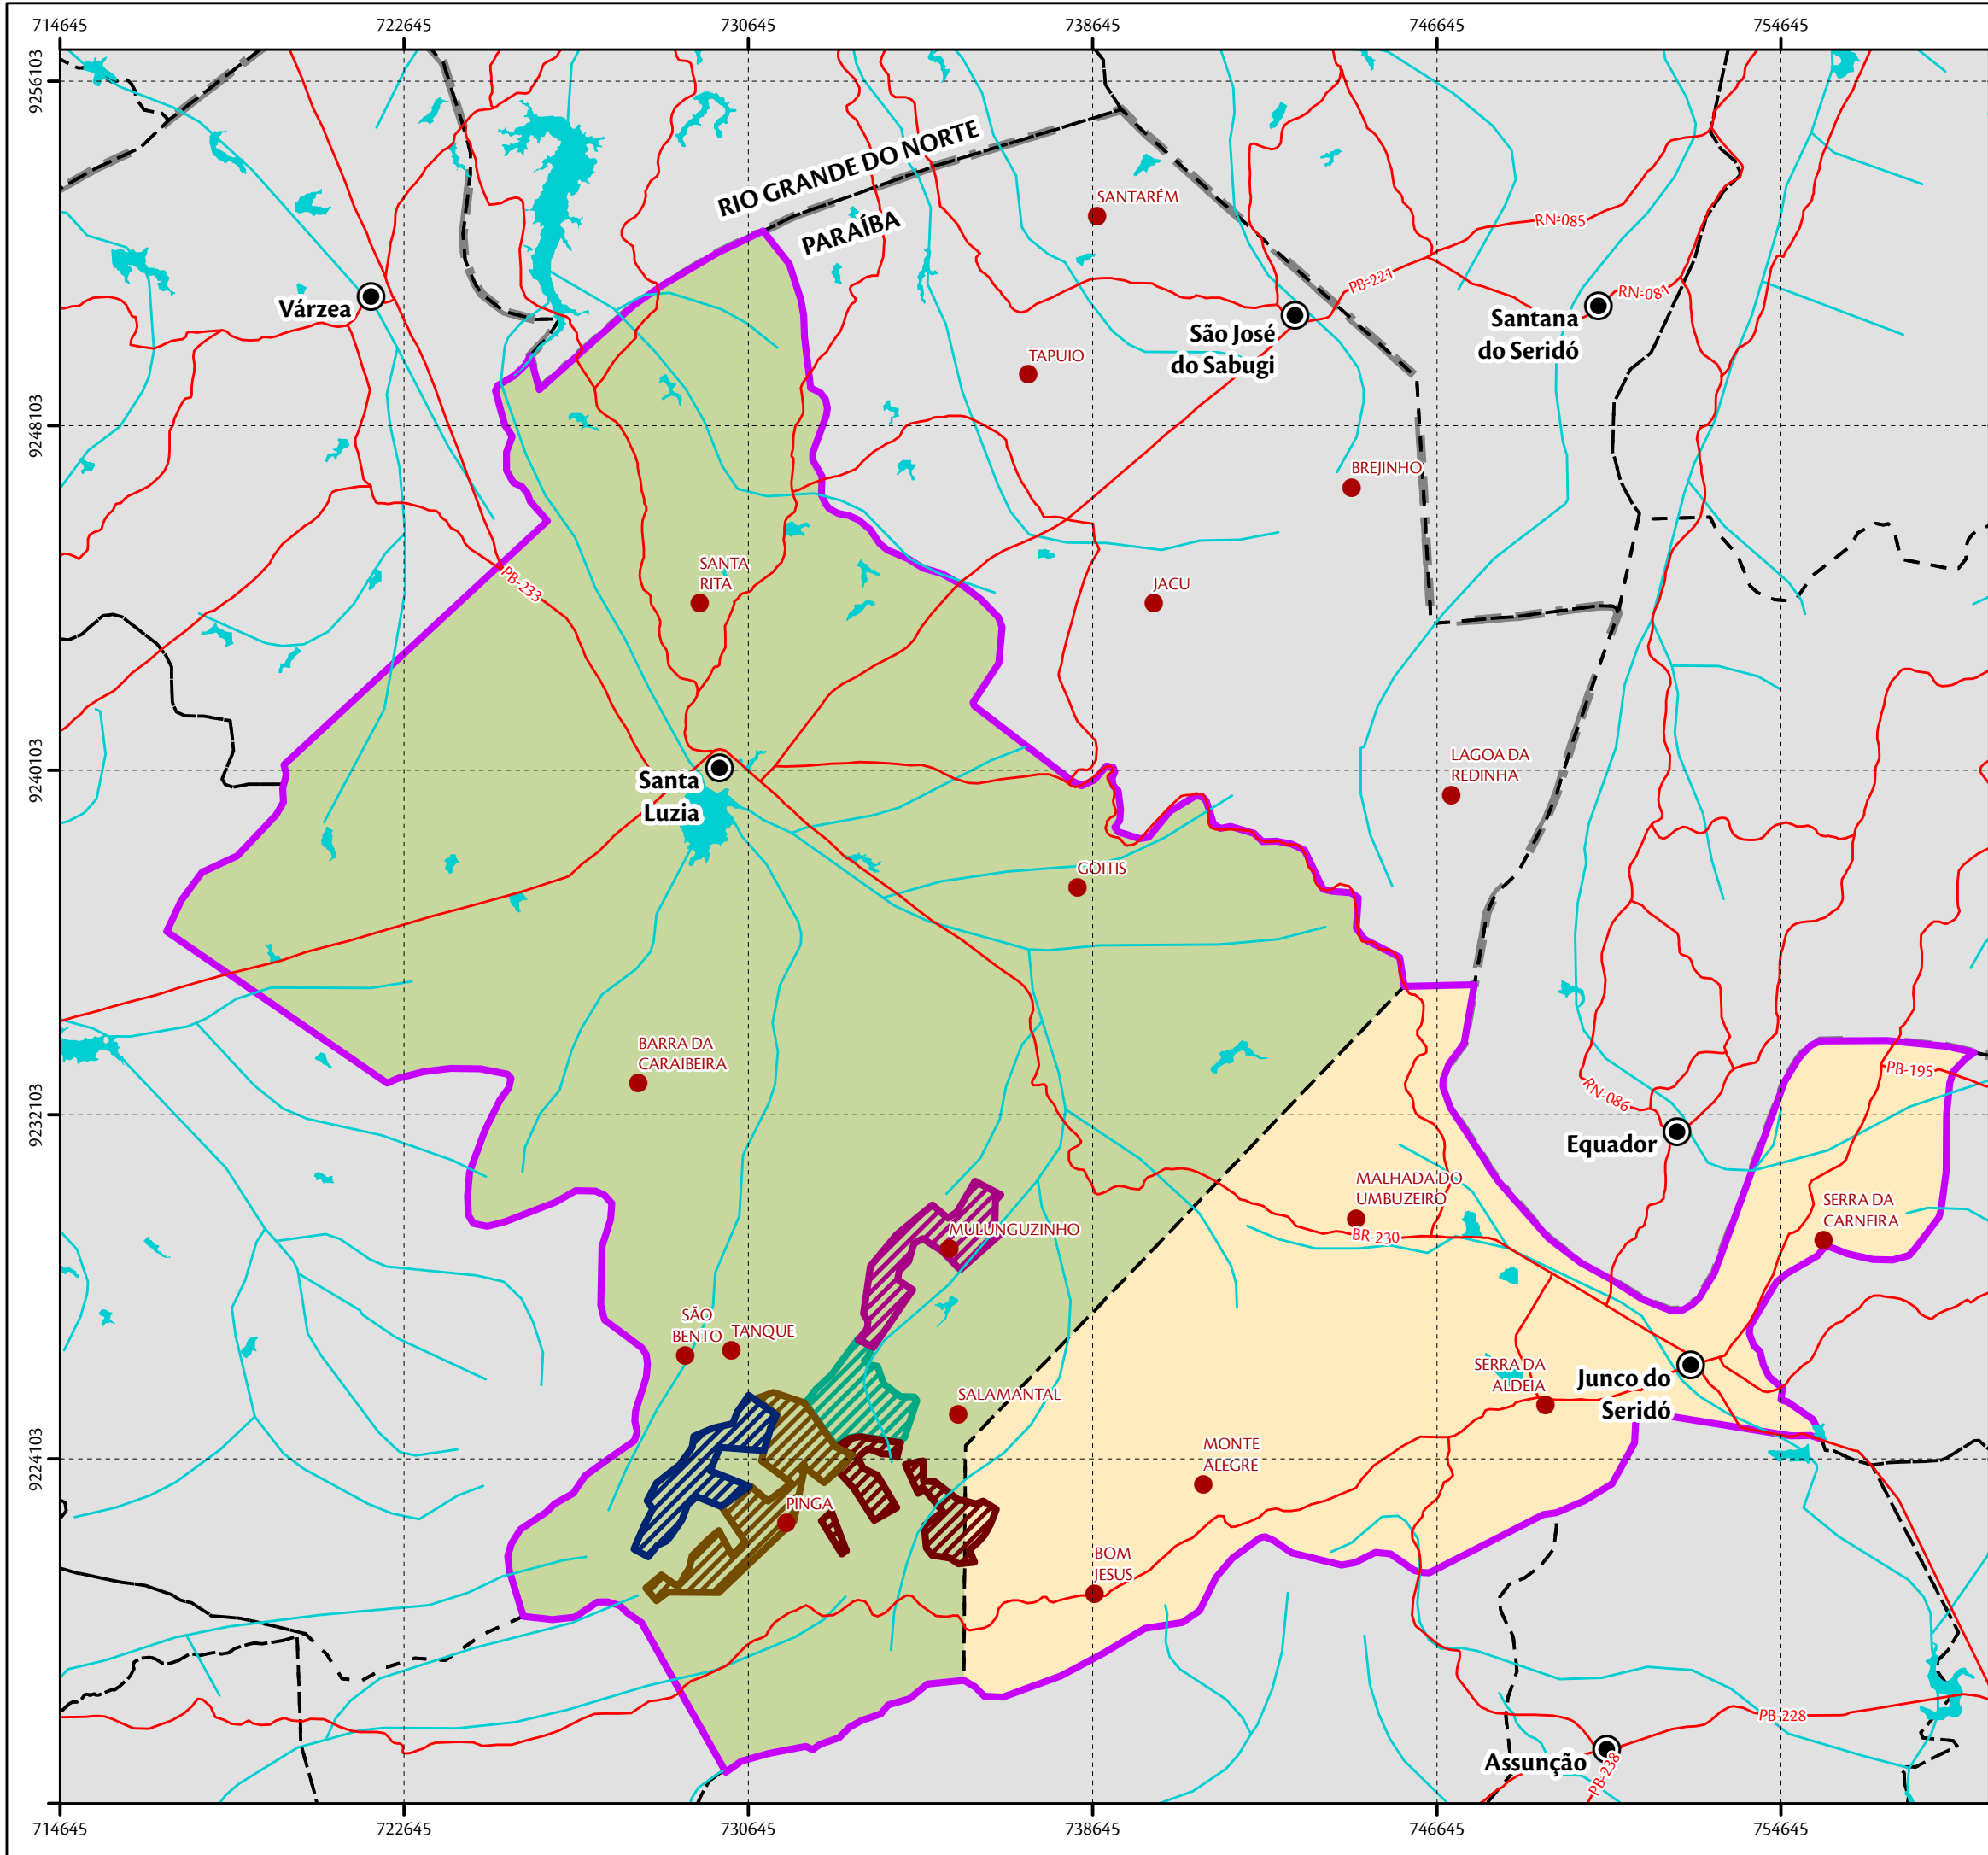 714645
722645
730645
738645
746645
754645
9256103
9248103
9240103
9232103
9224103
RIO GRANDE DO NORTE
PARAÍBA
SANTARÉM
RN-085
PB-221
RN-081
Várzea
São José
do Sabugi
Santana
do Seridó
TAPUIO
BREJINHO
PB-233
SANTA
RITA
JACU
LAGOA DA
REDINHA
Santa
Luzia
GOITIS
BARRA DA
CARAIBEIRA
PB-195
RN-086
Equador
MALHADA DO
UMBUZEIRO
SERRA DA
CARNEIRA
MULUNGUZINHO
BR-230
SÃO
BENTO
TANQUE
SERRA DA
ALDEIA
Junco do
Seridó
SALAMANTAL
MONTE
ALEGRE
PINGA
BOM
JESUS
PB-228
Assunção
PB-238
714645
722645
730645
738645
746645
754645